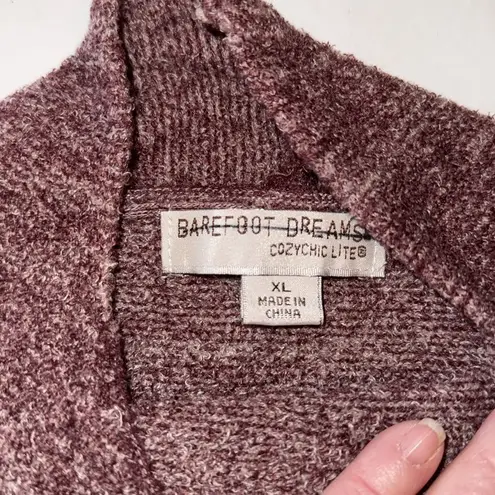 BAREFOOT DREAMS
COZYCHIC LITE®
XL
MADE IN
CHINA